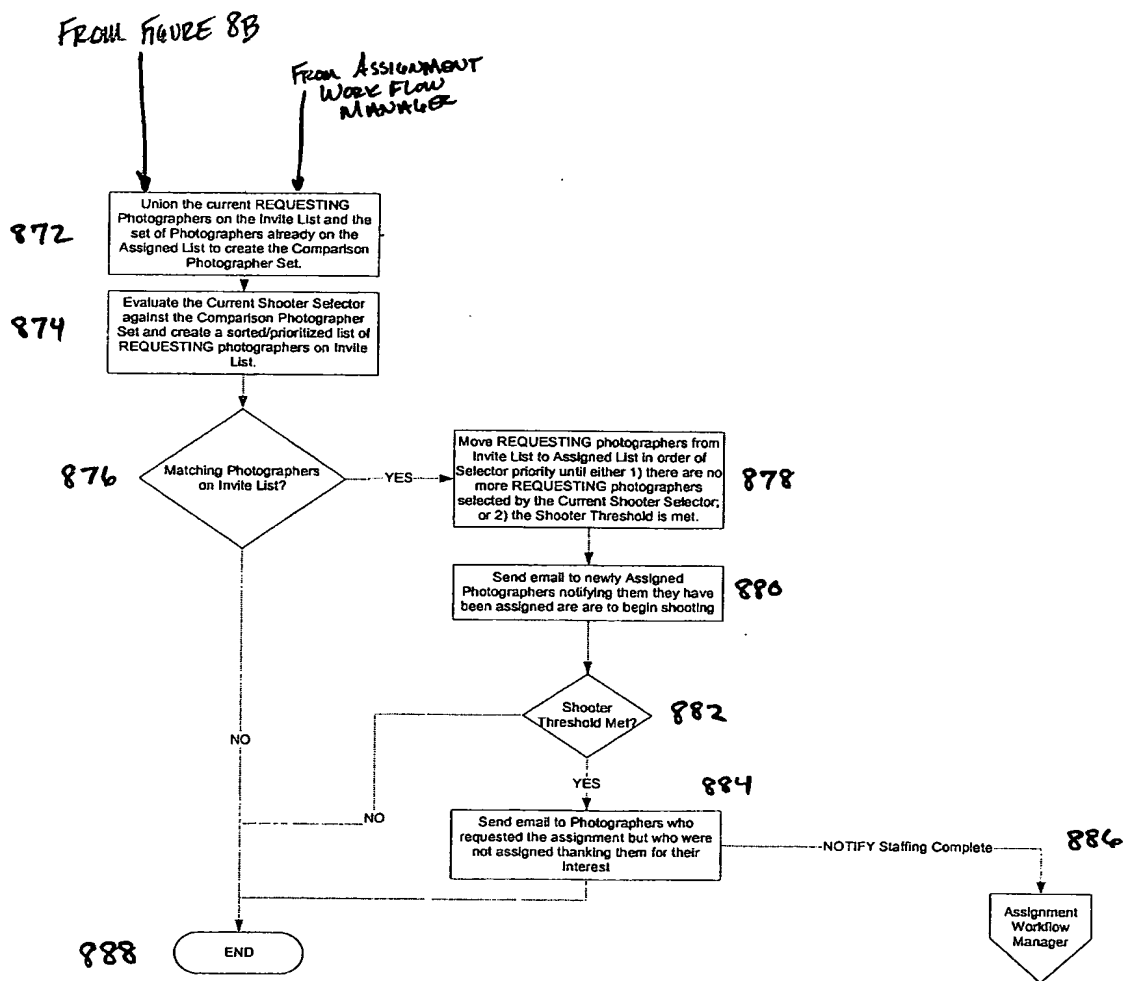 FROM FIGURE 8B
FROM ASSIGNMENT
WORK FLOW
MANAGER
872
Union the current REQUESTING
Photographers on the Invite List and the
set of Photographers already on the
Assigned List to create the Comparison
Photographer Set.
874
Evaluate the Current Shooter Selector
against the Comparison Photographer
Set and create a sorted/prioritized list of
REQUESTING photographers on Invite
List.
876
Matching Photographers
on Invite List?
YES
Move REQUESTING photographers from
Invite List to Assigned List in order of
Selector priority until either 1) there are no
more REQUESTING photographers
selected by the Current Shooter Selector;
or 2) the Shooter Threshold is met.
878
Send email to newly Assigned
Photographers notifying them they have
been assigned are are to begin shooting
880
Shooter
Threshold Met?
882
NO
YES
884
NO
Send email to Photographers who
requested the assignment but who were
not assigned thanking them for their
Interest
NOTIFY Staffing Complete
886
Assignment
Workflow
Manager
888
END